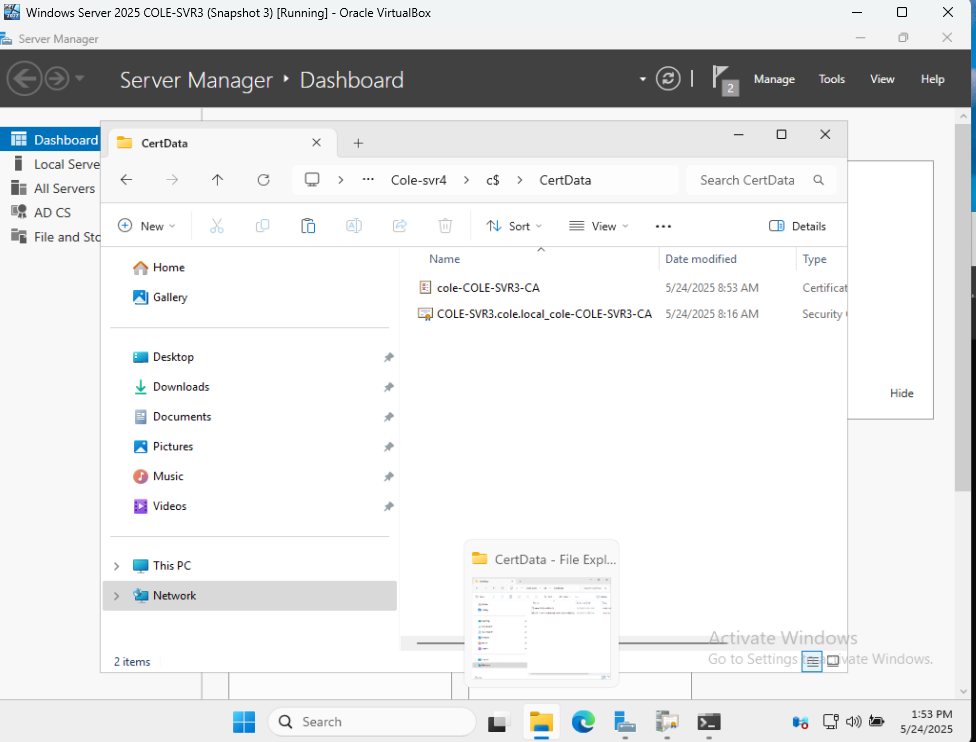 Windows Server 2025 COLE-SVR3 (Snapshot 3) [Running] - Oracle VirtualBox
Server Manager
Server Manager ‣ Dashboard
2
Manage
Tools
View
Help
Dashboard
Local Serve
All Servers
AD CS
File and Sto
CertData
Cole-svr4
c$
CertData
Search CertData
New
Sort
View
Details
Home
Gallery
Desktop
Downloads
Documents
Pictures
Music
Videos
This PC
Network
Name
Date modified
Type
cole-COLE-SVR3-CA
5/24/2025 8:53 AM
Certificat
COLE-SVR3.cole.local_cole-COLE-SVR3-CA
5/24/2025 8:16 AM
Security
Hide
CertData - File Expl...
2 items
Activate Windows
Go to Settings to activate Windows.
Search
1:53 PM
5/24/2025